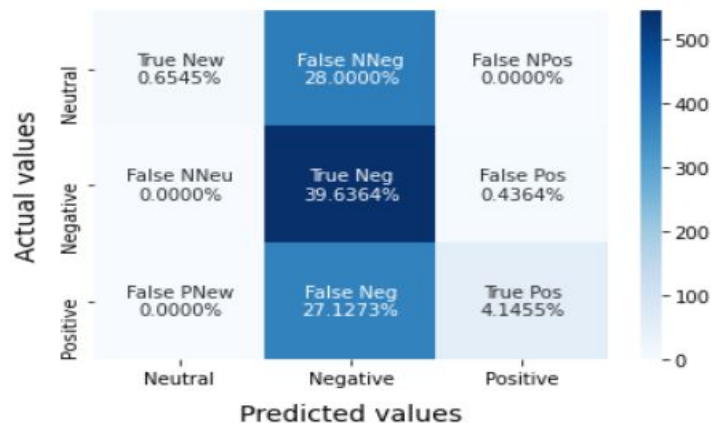 True New
0.6545%
False NNeg
28.0000%
False NPos
0.0000%
False NNeu
0.0000%
True Neg
39.6364%
False Pos
0.4364%
False PNew
0.0000%
False Neg
27.1273%
True Pos
4.1455%
Actual values
Neutral
Negative
Positive
Neutral
Negative
Positive
Predicted values
500
400
300
200
100
0